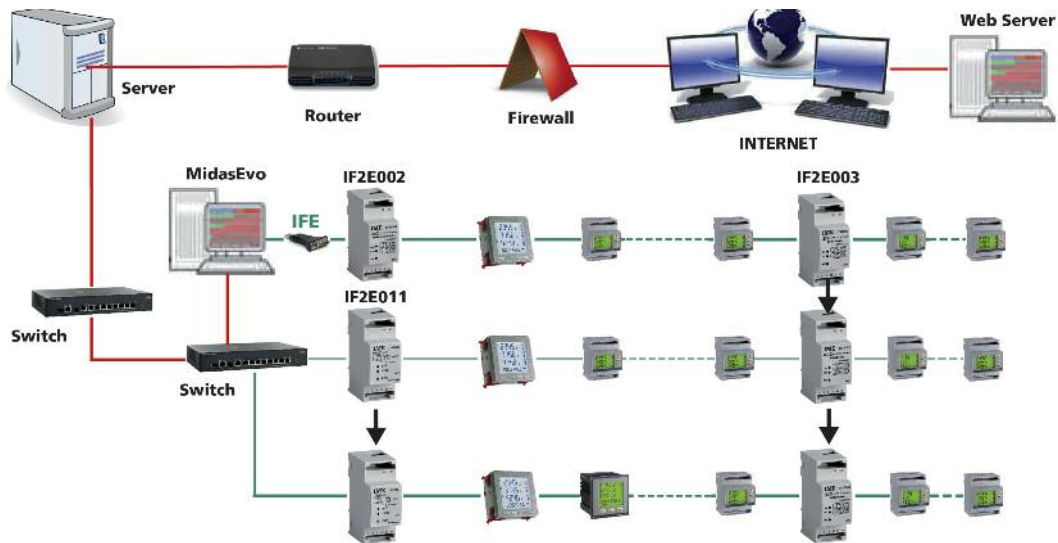 Web Server
Server
Router
Firewall
INTERNET
MidasEvo
IF2E002
IF2E003
IFE
IF2E011
Switch
Switch